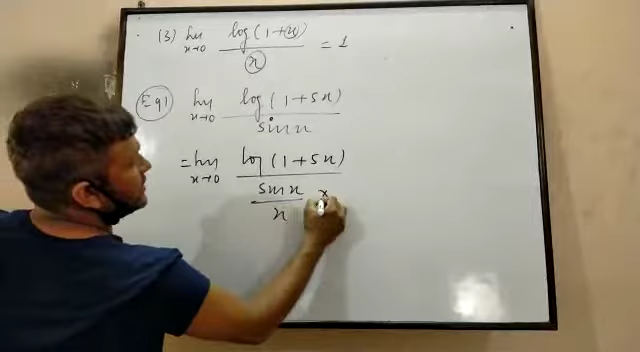 (3) lim x→0 log(1+x) / x = 1
Eg1 lim x→0 log(1+5x) / sinx
= lim x→0 log(1+5x) / sinx / x ×